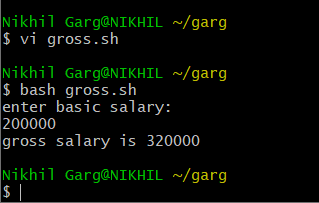 Nikhil Garg@NIKHIL ~/garg
$ vi gross.sh
Nikhil Garg@NIKHIL ~/garg
$ bash gross.sh
enter basic salary:
200000
gross salary is 320000
Nikhil Garg@NIKHIL ~/garg
$